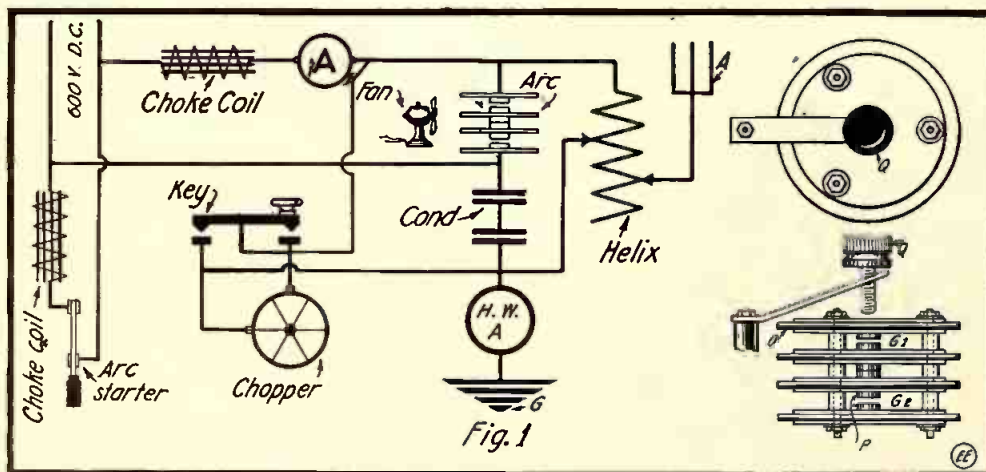 600 V. D.C.
Choke Coil
A
Fan
Arc
A
Q
Key
Cond
Helix
Choke Coil
Arc
starter
Chopper
H.W.
A
G
Fig. 1
G1
G2
P
EE